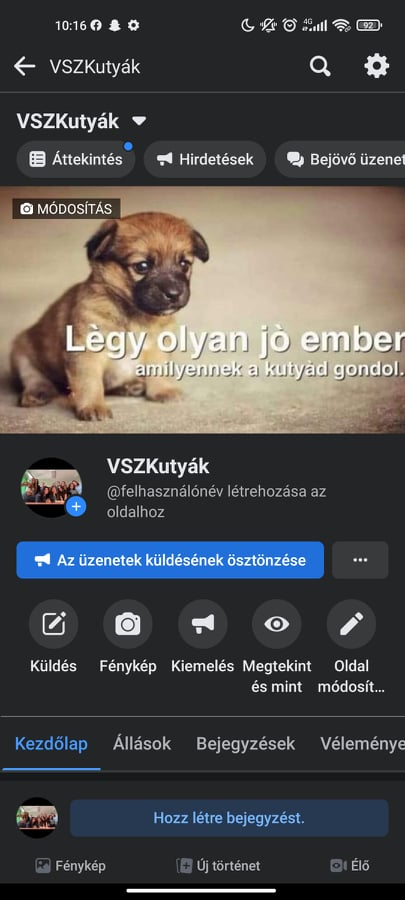 10:16
4G
92
VSZKutyák
VSZKutyák
Áttekintés
Hirdetések
Bejövő üzenet
MÓDOSÍTÁS
Lègy olyan jò ember
amilyennek a kutyàd gondol.
VSZKutyák
@felhasználónév létrehozása az
oldalhoz
Az üzenetek küldésének ösztönzése
Küldés
Fénykép
Kiemelés
Megtekint
és mint
Oldal
módosít...
Kezdőlap
Állások
Bejegyzések
Véleménye
Hozz létre bejegyzést.
Fénykép
Új történet
Élő